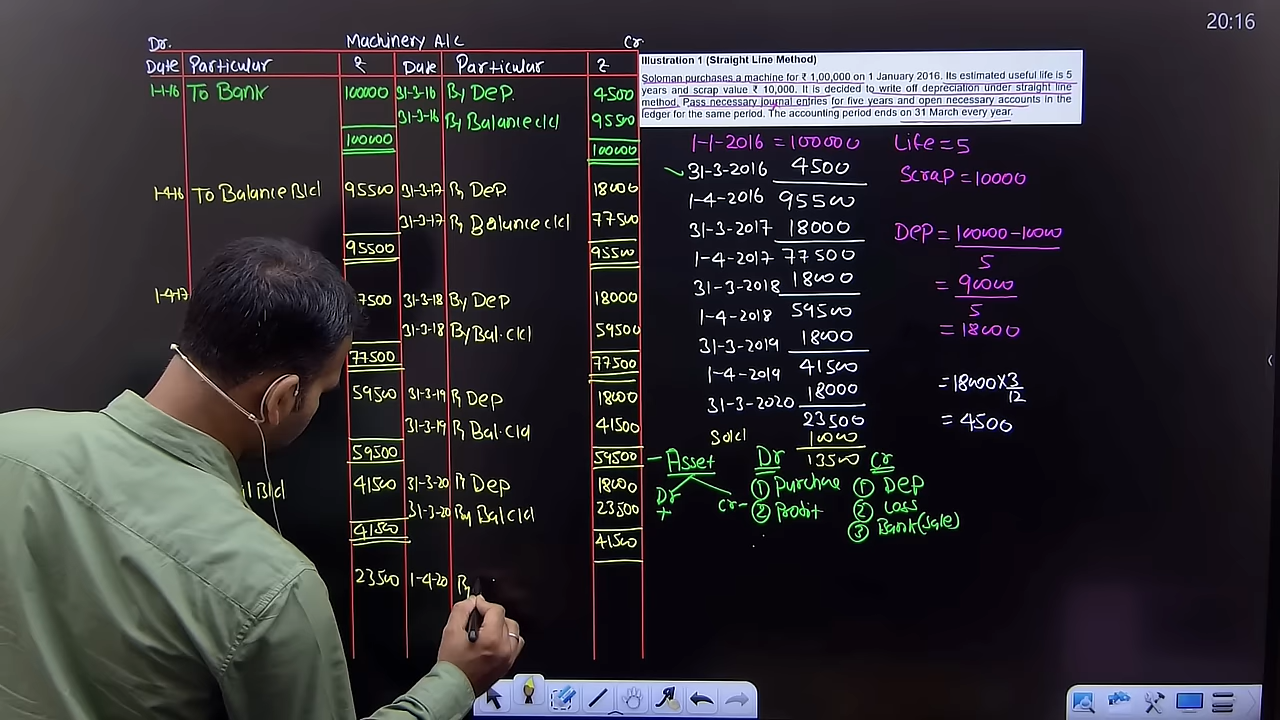 20:16
Dr. Machinery A/c Cr.
Date Particular ₹ Date Particular ₹
1-1-16 To Bank 100000 31-3-16 By Dep. 4500
31-3-16 By Balance c/d 95500
100000 100000
1-4-16 To Balance B/d 95500 31-3-17 By Dep. 18000
31-3-17 By Balance c/d 77500
95500 95500
1-4-17 7500 31-3-18 By Dep 18000
31-3-18 By Bal. c/d 59500
77500 77500
59500 31-3-19 By Dep 18000
31-3-19 By Bal. c/d 41500
59500 59500
B/d 41500 31-3-20 By Dep 18000
31-3-20 By Bal c/d 23500
41500 41500
23500 1-4-20 By
Illustration 1 (Straight Line Method)
Soloman purchases a machine for ₹ 1,00,000 on 1 January 2016. Its estimated useful life is 5
years and scrap value ₹ 10,000. It is decided to write off depreciation under straight line
method. Pass necessary journal entries for five years and open necessary accounts in the
ledger for the same period. The accounting period ends on 31 March every year.
1-1-2016 = 100000
31-3-2016 4500
1-4-2016 95500
31-3-2017 18000
1-4-2017 77500
31-3-2018 18000
1-4-2018 59500
31-3-2019 18000
1-4-2019 41500
31-3-2020 18000
23500
Sold 10000
13500
Life = 5
Scrap = 10000
Dep = 100000-10000
5
= 90000
5
= 18000
= 18000 × 3
12
= 4500
Asset
Dr Cr-
+
Dr
① Purchase
② Profit
Cr
① Dep
② Loss
③ Bank (Sale)